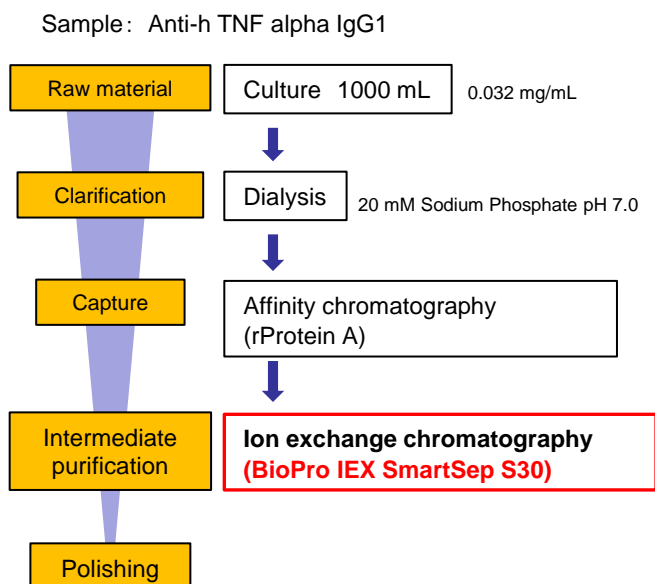 Sample： Anti-h TNF alpha IgG1
Raw material
Culture 1000 mL
0.032 mg/mL
Clarification
Dialysis
20 mM Sodium Phosphate pH 7.0
Capture
Affinity chromatography
(rProtein A)
Intermediate
purification
Ion exchange chromatography
(BioPro IEX SmartSep S30)
Polishing